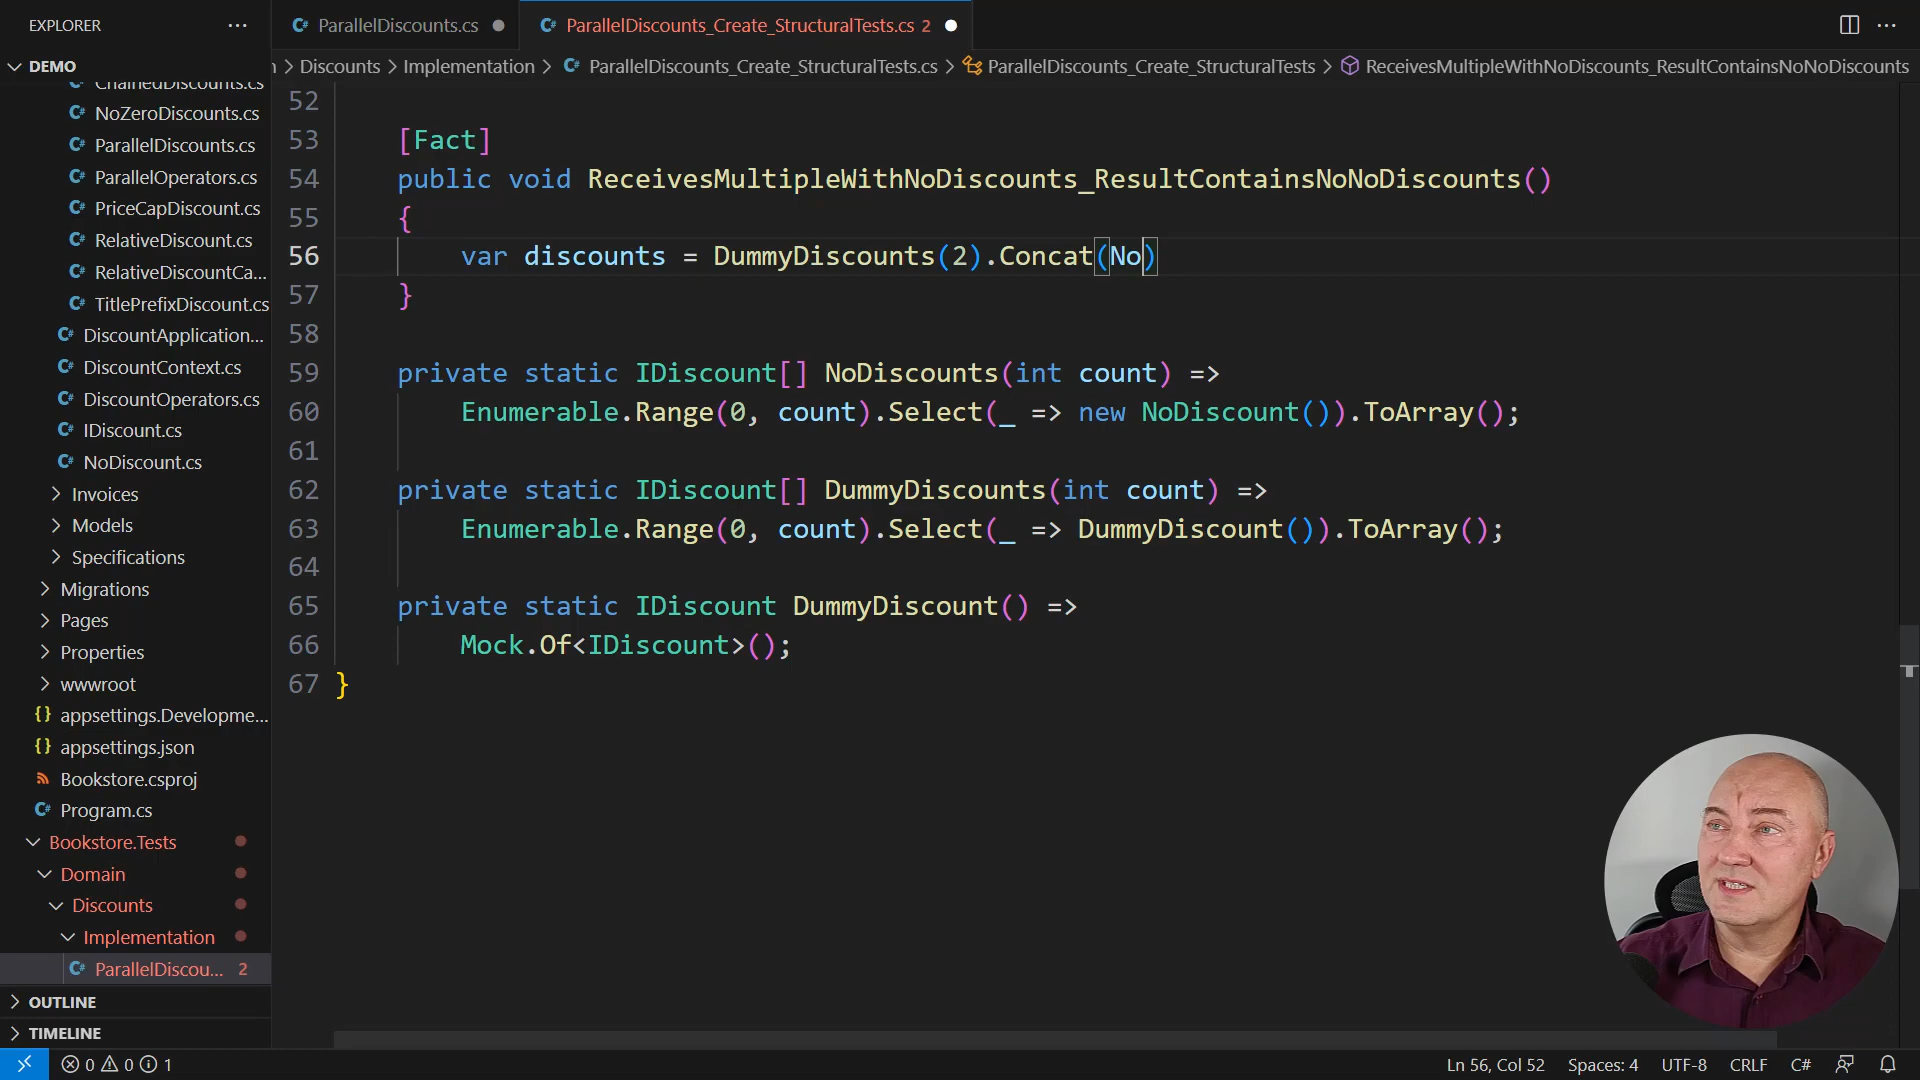 EXPLORER
ParallelDiscounts.cs
ParallelDiscounts_Create_StructuralTests.cs 2
DEMO
Discounts
Implementation
ParallelDiscounts_Create_StructuralTests.cs
ParallelDiscounts_Create_StructuralTests
ReceivesMultipleWithNoDiscounts_ResultContainsNoNoDiscounts
ChainedDiscounts.cs
NoZeroDiscounts.cs
ParallelDiscounts.cs
ParallelOperators.cs
PriceCapDiscount.cs
RelativeDiscount.cs
RelativeDiscountCa...
TitlePrefixDiscount.cs
DiscountApplication...
DiscountContext.cs
DiscountOperators.cs
IDiscount.cs
NoDiscount.cs
Invoices
Models
Specifications
Migrations
Pages
Properties
wwwroot
appsettings.Developme...
appsettings.json
Bookstore.csproj
Program.cs
Bookstore.Tests
Domain
Discounts
Implementation
ParallelDiscou... 2
OUTLINE
TIMELINE
52
53 [Fact]
54 public void ReceivesMultipleWithNoDiscounts_ResultContainsNoNoDiscounts()
55 {
56 var discounts = DummyDiscounts(2).Concat(No)
57 }
58
59 private static IDiscount[] NoDiscounts(int count) =>
60 Enumerable.Range(0, count).Select(_ => new NoDiscount()).ToArray();
61
62 private static IDiscount[] DummyDiscounts(int count) =>
63 Enumerable.Range(0, count).Select(_ => DummyDiscount()).ToArray();
64
65 private static IDiscount DummyDiscount() =>
66 Mock.Of<IDiscount>();
67 }
0 0 1
Ln 56, Col 52 Spaces: 4 UTF-8 CRLF C#